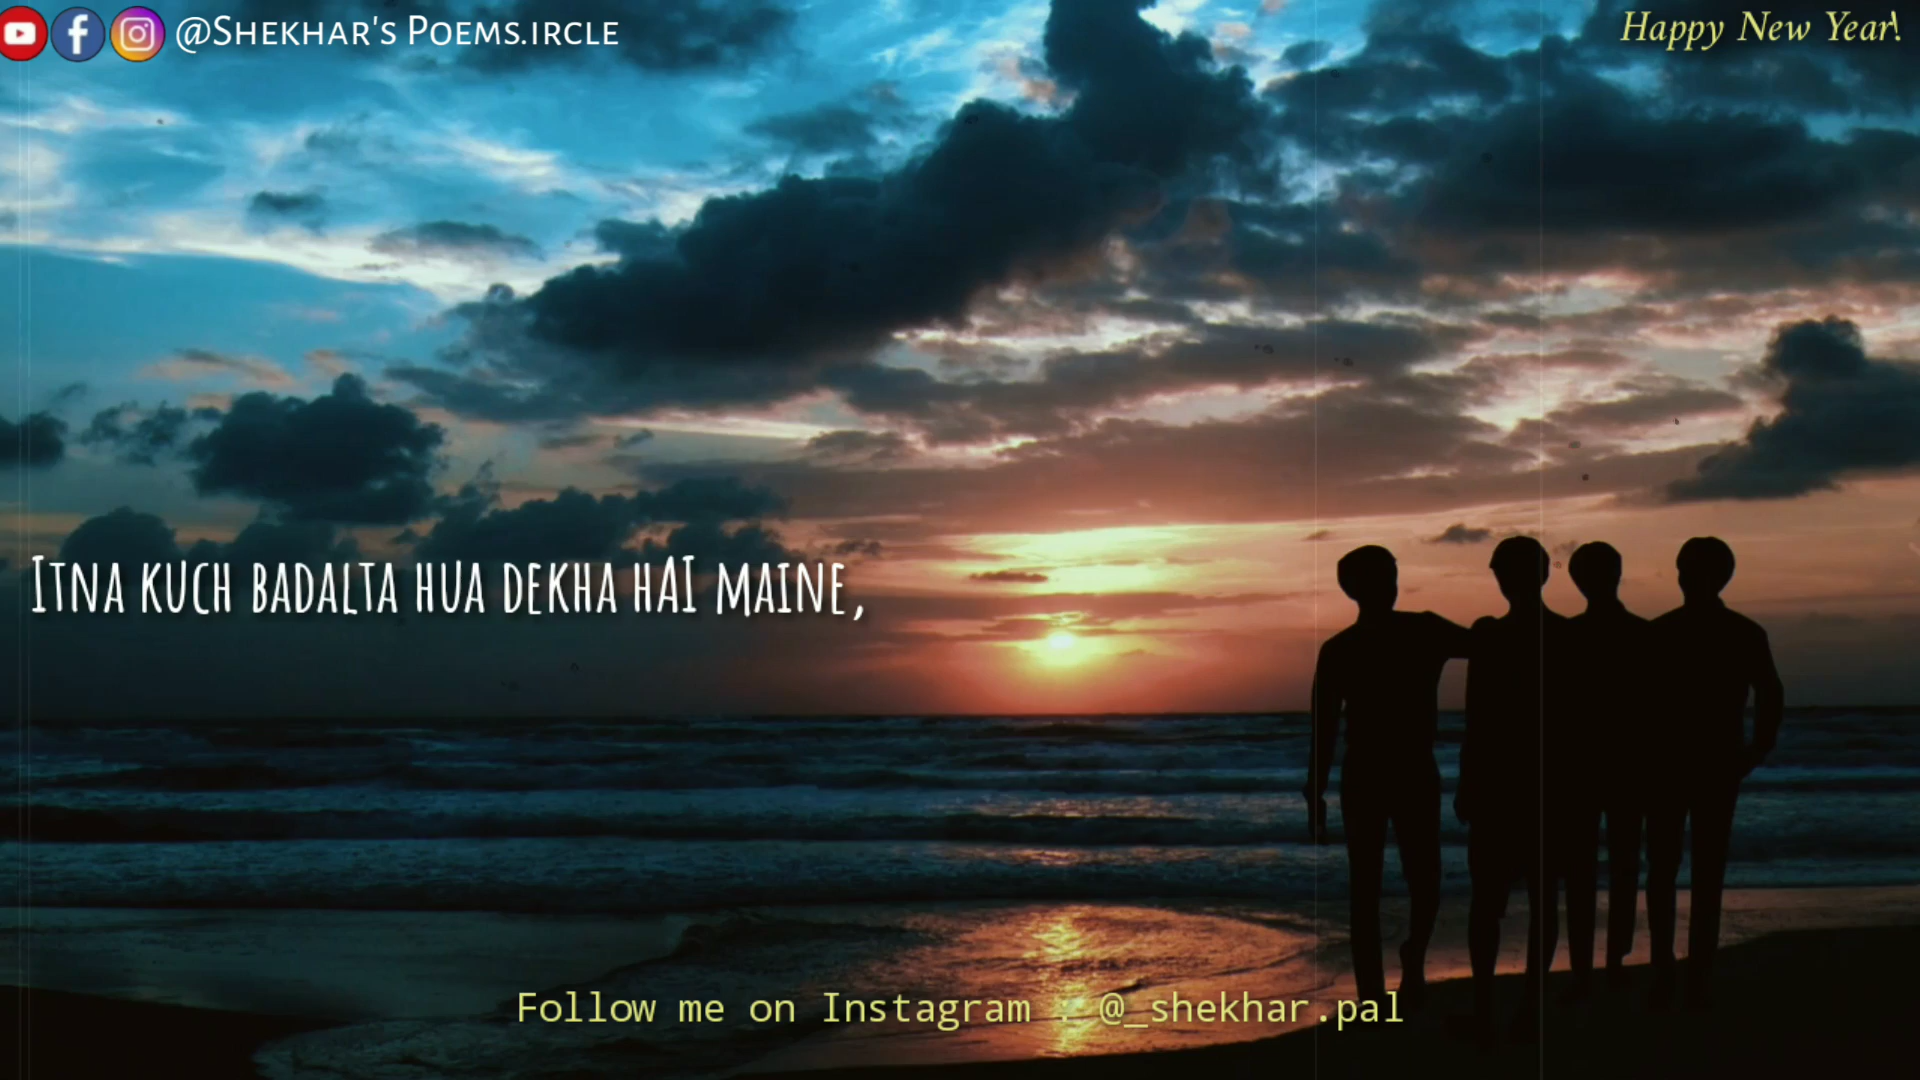 @Shekhar's Poems.ircle
Happy New Year!
Itna kuch badalta hua dekha hai maine,
Follow me on Instagram : @_shekhar.pal